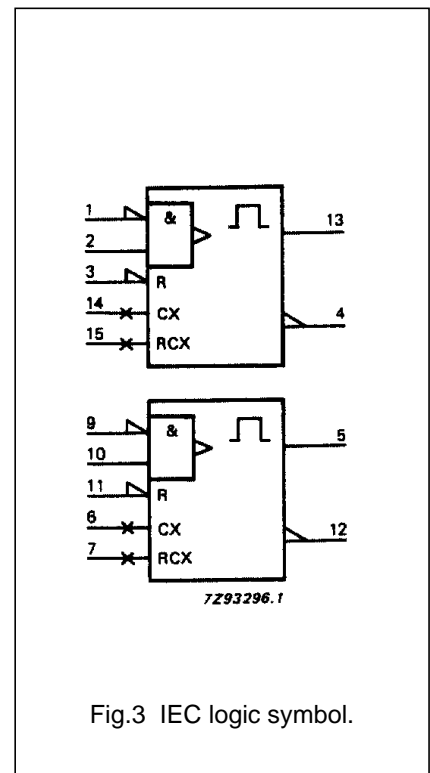 1 & 13
2
3 R
14 CX 4
15 RCX
9 & 5
10
11 R
6 CX 12
7 RCX
7Z93296.1
Fig.3 IEC logic symbol.